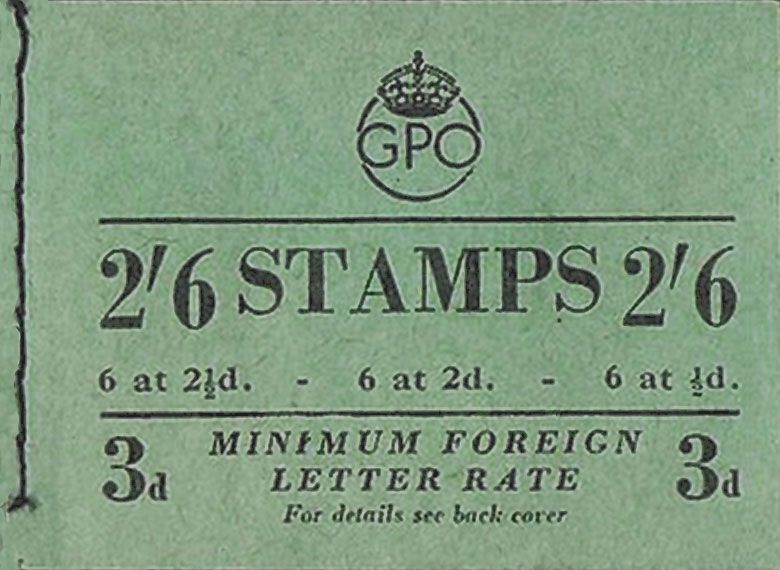 GPO
2'6 STAMPS 2'6
6 at 2½d. - 6 at 2d. - 6 at ½d.
3d MINIMUM FOREIGN 3d
LETTER RATE
For details see back cover